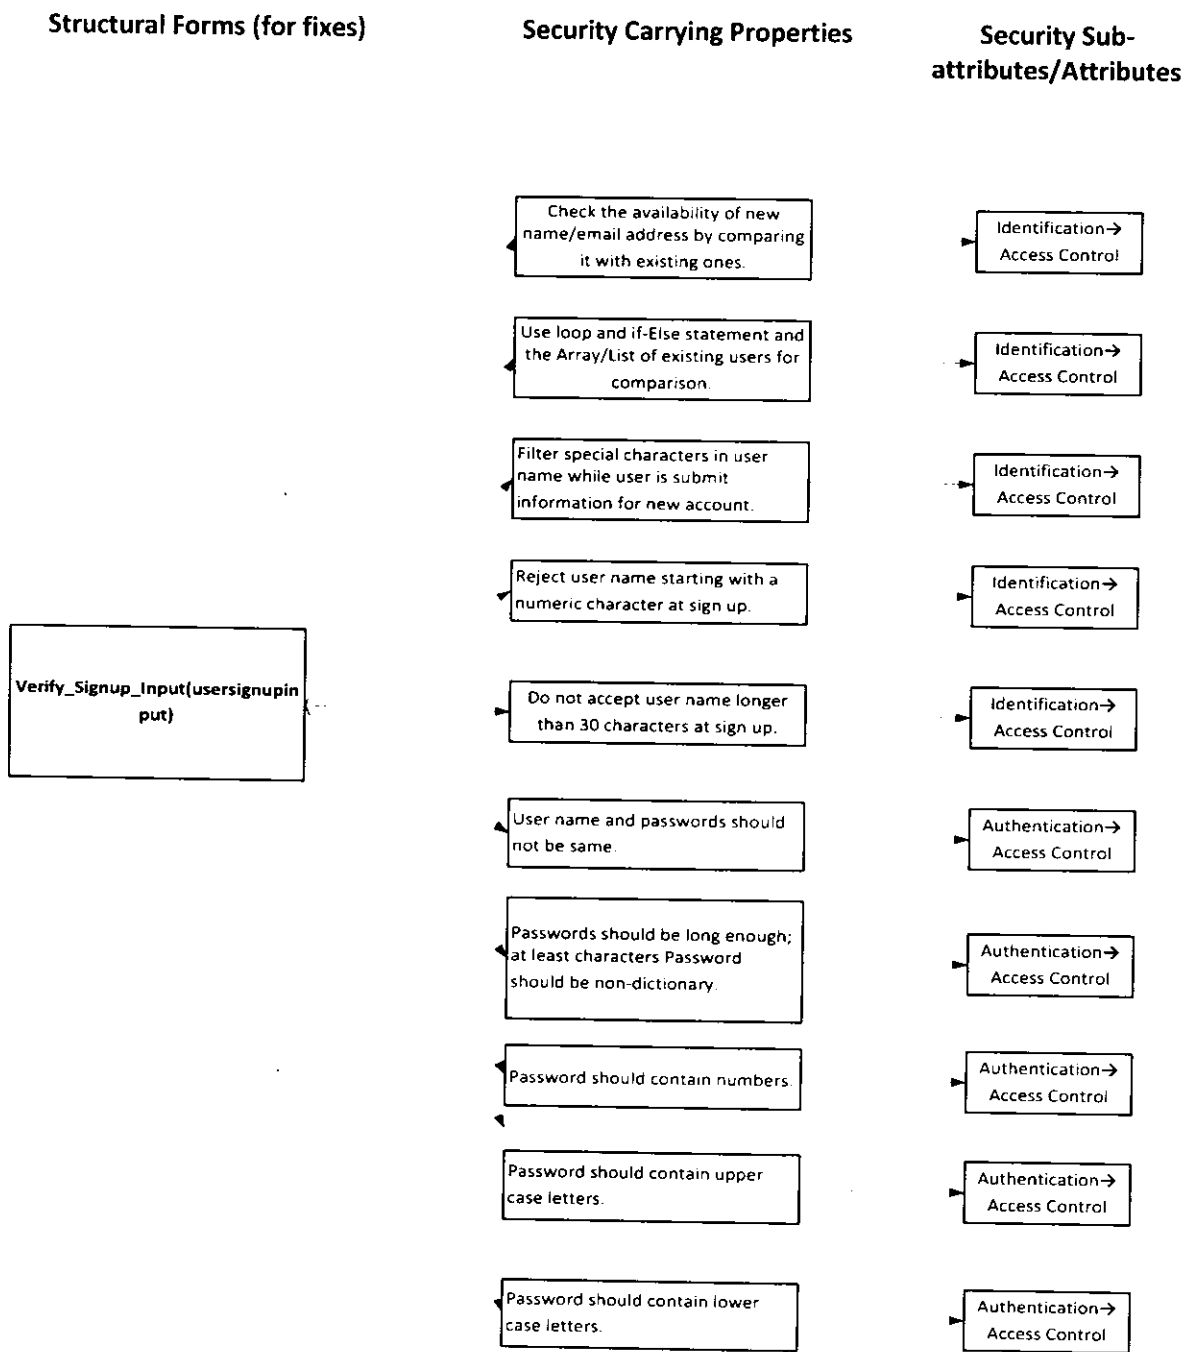 Structural Forms (for fixes)
Security Carrying Properties
Security Sub-
attributes/Attributes
Check the availability of new
name/email address by comparing
it with existing ones.
Identification→
Access Control
Use loop and if-Else statement and
the Array/List of existing users for
comparison.
Identification→
Access Control
Filter special characters in user
name while user is submit
information for new account.
Identification→
Access Control
Reject user name starting with a
numeric character at sign up.
Identification→
Access Control
Verify_Signup_Input(usersignupin
put)
Do not accept user name longer
than 30 characters at sign up.
Identification→
Access Control
User name and passwords should
not be same.
Authentication→
Access Control
Passwords should be long enough;
at least characters Password
should be non-dictionary.
Authentication→
Access Control
Password should contain numbers.
Authentication→
Access Control
Password should contain upper
case letters.
Authentication→
Access Control
Password should contain lower
case letters.
Authentication→
Access Control